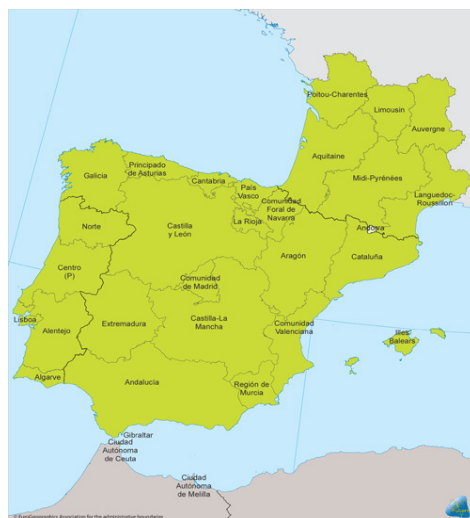 Poitou-Charentes
Limousin
Auvergne
Aquitaine
Midi-Pyrénées
Languedoc-
Roussillon
Galicia
Principado
de Asturias
Cantabria
País
Vasco
Comunidad
Foral de
Navarra
La Rioja
Andorra
Norte
Castilla
y León
Aragón
Cataluña
Centro
(P)
Comunidad
de Madrid
Lisboa
Alentejo
Extremadura
Castilla-La
Mancha
Comunidad
Valenciana
Illes
Balears
Algarve
Andalucía
Región de
Murcia
Gibraltar
Ciudad
Autónoma
de Ceuta
Ciudad
Autónoma
de Melilla
© EuroGeographics Association for the administrative boundaries